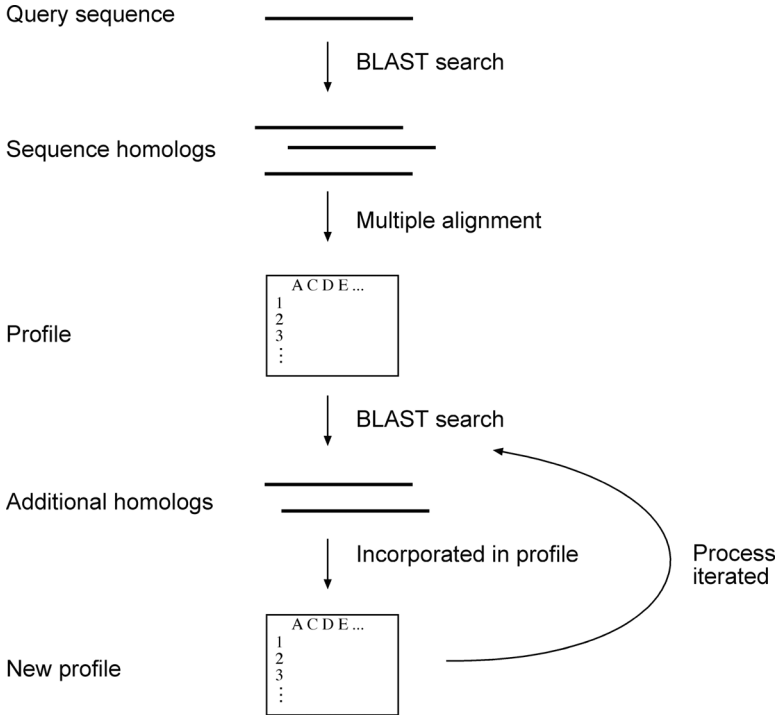 Query sequence
BLAST search
Sequence homologs
Multiple alignment
A C D E ...
1
2
3
⋮
Profile
BLAST search
Additional homologs
Incorporated in profile
Process
iterated
A C D E ...
1
2
3
⋮
New profile